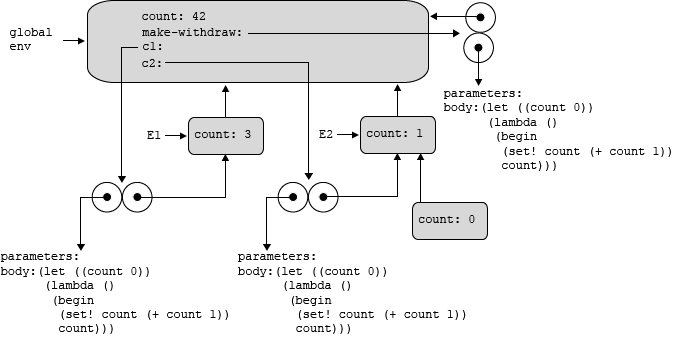 count: 42
global
env
make-withdraw:
c1:
c2:
parameters:
body:(let ((count 0))
(lambda ()
(begin
(set! count (+ count 1))
count)))
E1
count: 3
E2
count: 1
count: 0
parameters:
body:(let ((count 0))
(lambda ()
(begin
(set! count (+ count 1))
count)))
parameters:
body:(let ((count 0))
(lambda ()
(begin
(set! count (+ count 1))
count)))